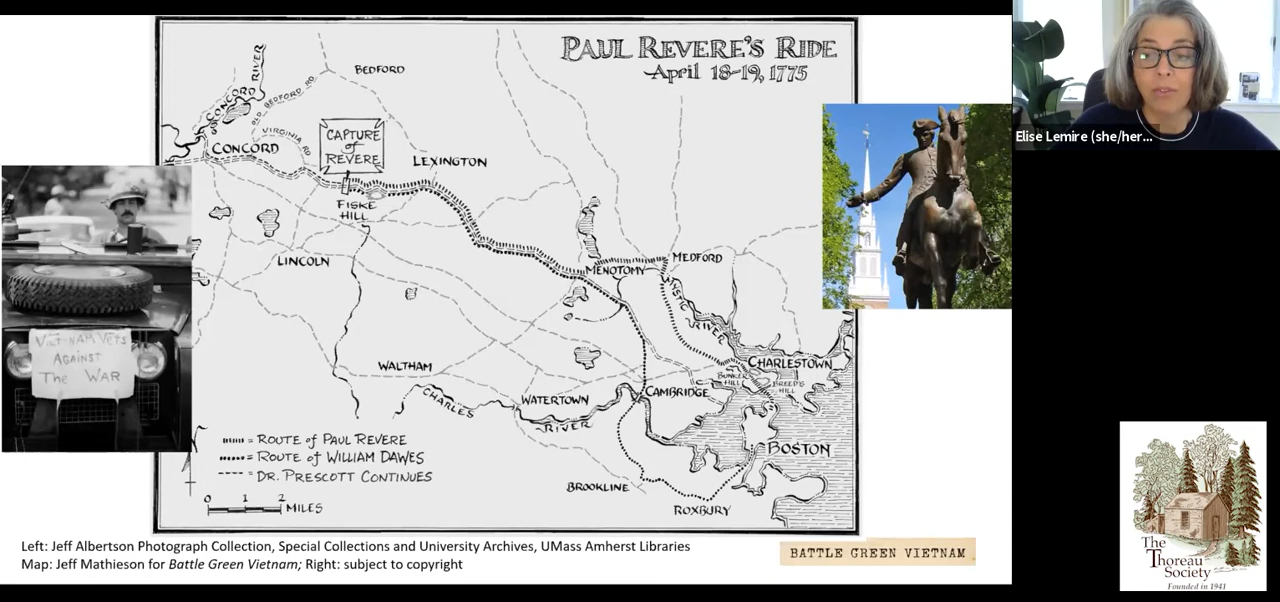 PAUL REVERE'S RIDE
April 18-19, 1775
BEDFORD
CONCORD RIVER
OLD BEDFORD RD
VIRGINIA RD
CONCORD
CAPTURE
of
REVERE
LEXINGTON
FISKE
HILL
LINCOLN
MENOTOMY
MEDFORD
MYSTIC RIVER
WALTHAM
CHARLESTOWN
BUNKER
HILL
BREED'S
HILL
CAMBRIDGE
WATERTOWN
CHARLES
RIVER
BOSTON
BROOKLINE
ROXBURY
= ROUTE of PAUL REVERE
= ROUTE of WILLIAM DAWES
= DR. PRESCOTT CONTINUES
N
0 1 2
MILES
VIET-NAM VETS
AGAINST
The WAR
Left: Jeff Albertson Photograph Collection, Special Collections and University Archives, UMass Amherst Libraries
Map: Jeff Mathieson for Battle Green Vietnam; Right: subject to copyright
BATTLE GREEN VIETNAM
Elise Lemire (she/her...
The
Thoreau
Society
Founded in 1941